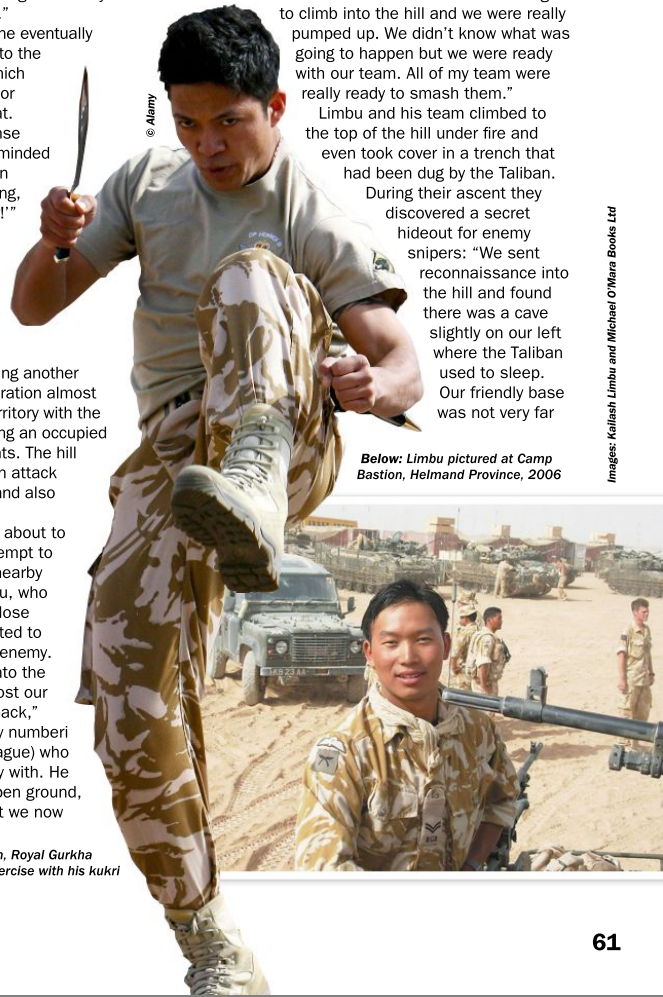 .”
he eventually
to the
hich
or
at.
nse
minded
n
ng,
!’”
ing another
ration almost
rritory with the
ng an occupied
nts. The hill
n attack
and also
about to
empt to
nearby
u, who
lose
ted to
enemy.
nto the
ost our
back,”
y numberi
ague) who
y with. He
pen ground,
t we now
n, Royal Gurkha
ercise with his kukri
© Alamy
to climb into the hill and we were really
pumped up. We didn’t know what was
going to happen but we were ready
with our team. All of my team were
really ready to smash them.”
Limbu and his team climbed to
the top of the hill under fire and
even took cover in a trench that
had been dug by the Taliban.
During their ascent they
discovered a secret
hideout for enemy
snipers: “We sent
reconnaissance into
the hill and found
there was a cave
slightly on our left
where the Taliban
used to sleep.
Our friendly base
was not very far
Below: Limbu pictured at Camp
Bastion, Helmand Province, 2006
Images: Kailash Limbu and Michael O’Mara Books Ltd
61